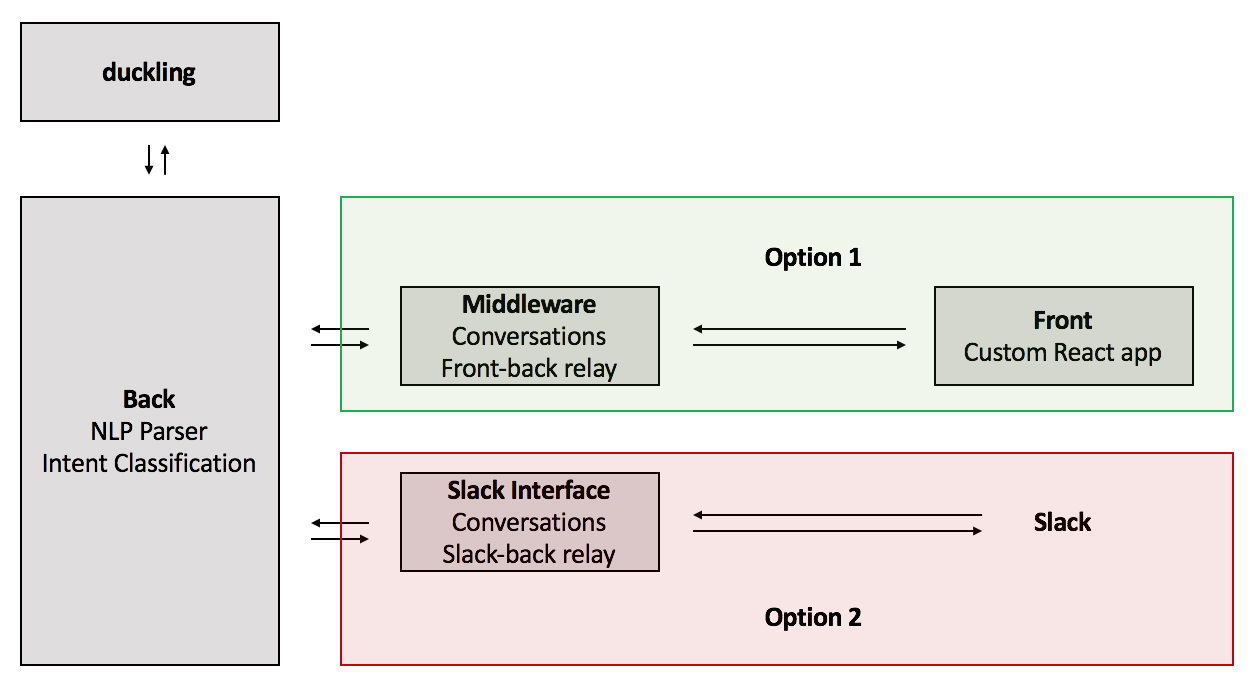 duckling
Back
NLP Parser
Intent Classification
Option 1
Middleware
Conversations
Front-back relay
Front
Custom React app
Slack Interface
Conversations
Slack-back relay
Slack
Option 2